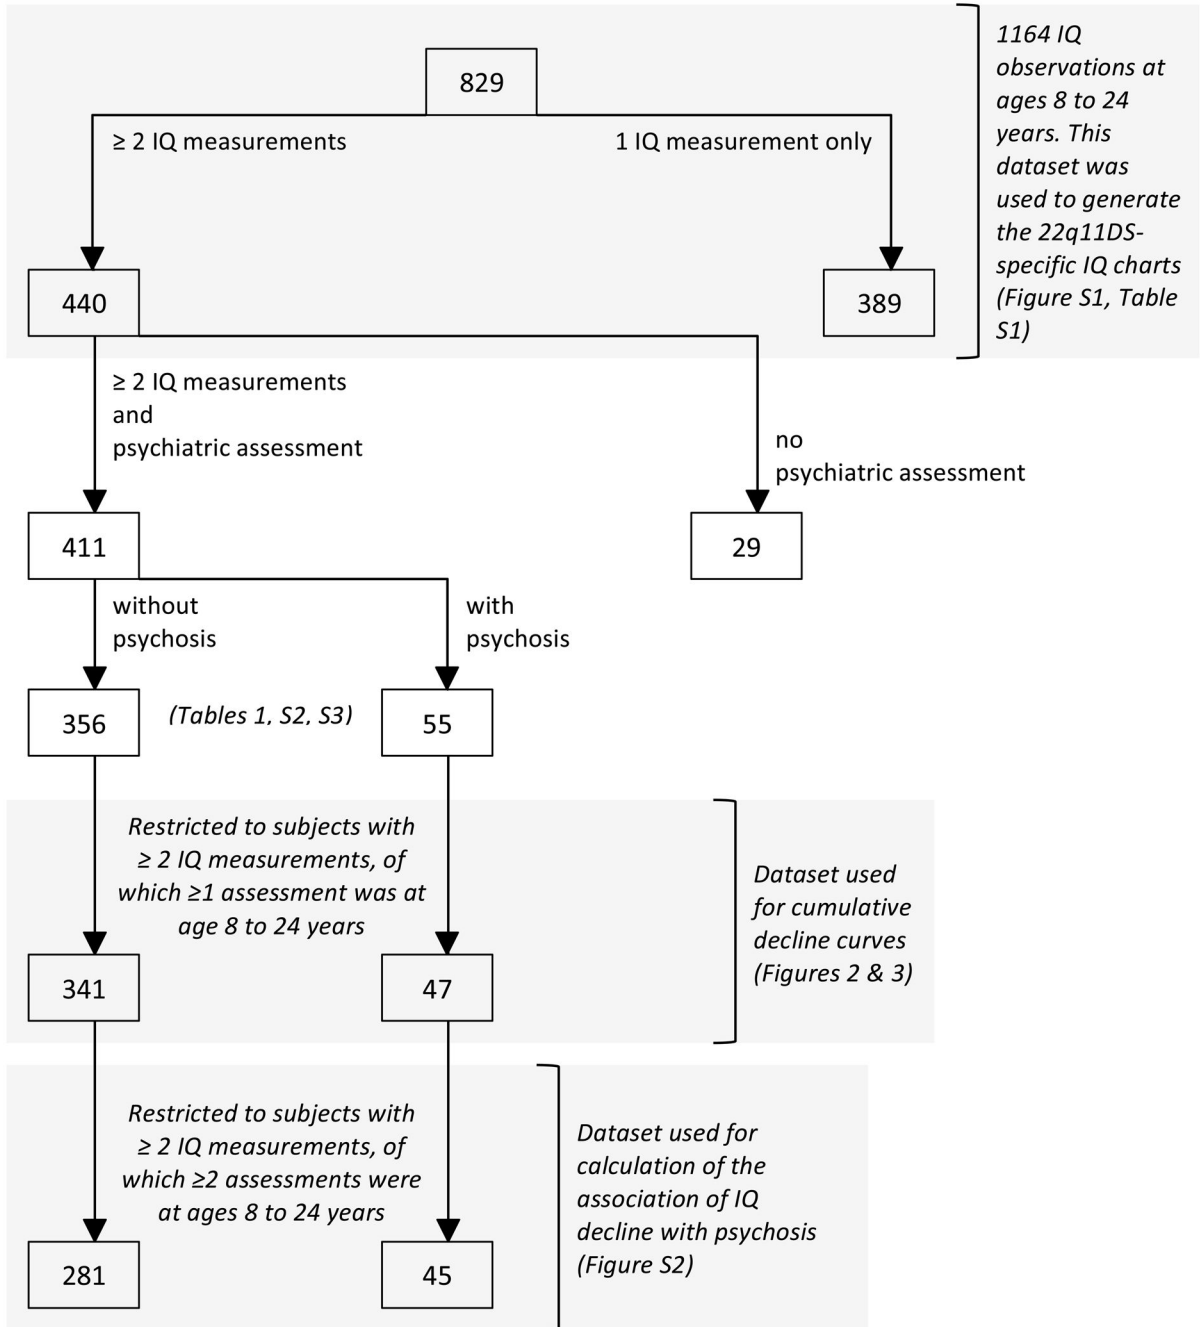 829
≥ 2 IQ measurements
1 IQ measurement only
1164 IQ
observations at
ages 8 to 24
years. This
dataset was
used to generate
the 22q11DS-
specific IQ charts
(Figure S1, Table
S1)
440
389
≥ 2 IQ measurements
and
psychiatric assessment
no
psychiatric assessment
411
29
without
psychosis
with
psychosis
356
(Tables 1, S2, S3)
55
Restricted to subjects with
≥ 2 IQ measurements, of
which ≥1 assessment was at
age 8 to 24 years
Dataset used
for cumulative
decline curves
(Figures 2 & 3)
341
47
Restricted to subjects with
≥ 2 IQ measurements, of
which ≥2 assessments were
at ages 8 to 24 years
Dataset used for
calculation of the
association of IQ
decline with psychosis
(Figure S2)
281
45